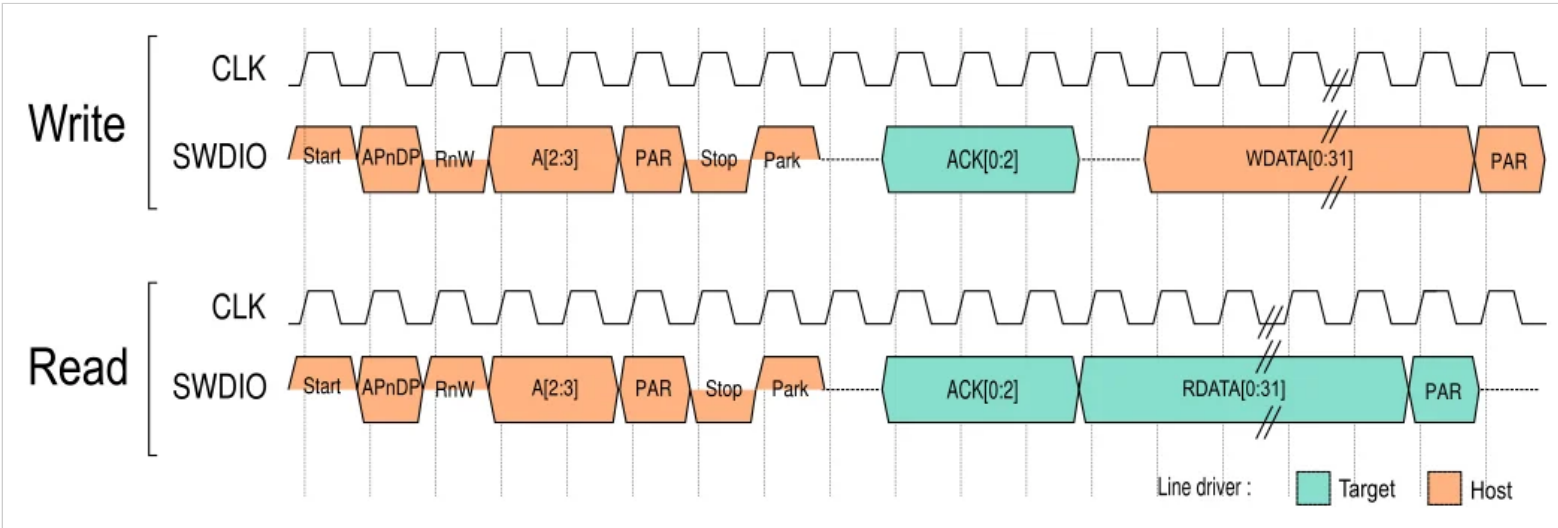 Write
CLK
SWDIO
Start APnDP RnW A[2:3] PAR Stop Park ACK[0:2] WDATA[0:31] PAR
Read
CLK
SWDIO
Start APnDP RnW A[2:3] PAR Stop Park ACK[0:2] RDATA[0:31] PAR
Line driver : Target Host